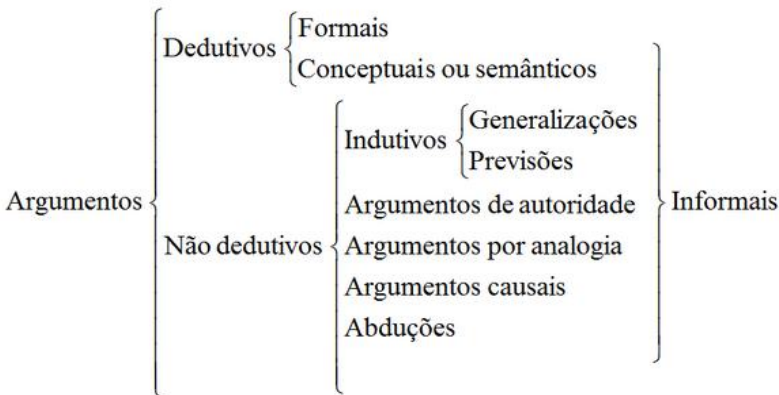 Formais
Dedutivos
Conceptuais ou semânticos
Generalizações
Indutivos
Previsões
Argumentos
Argumentos de autoridade
Informais
Não dedutivos
Argumentos por analogia
Argumentos causais
Abduções